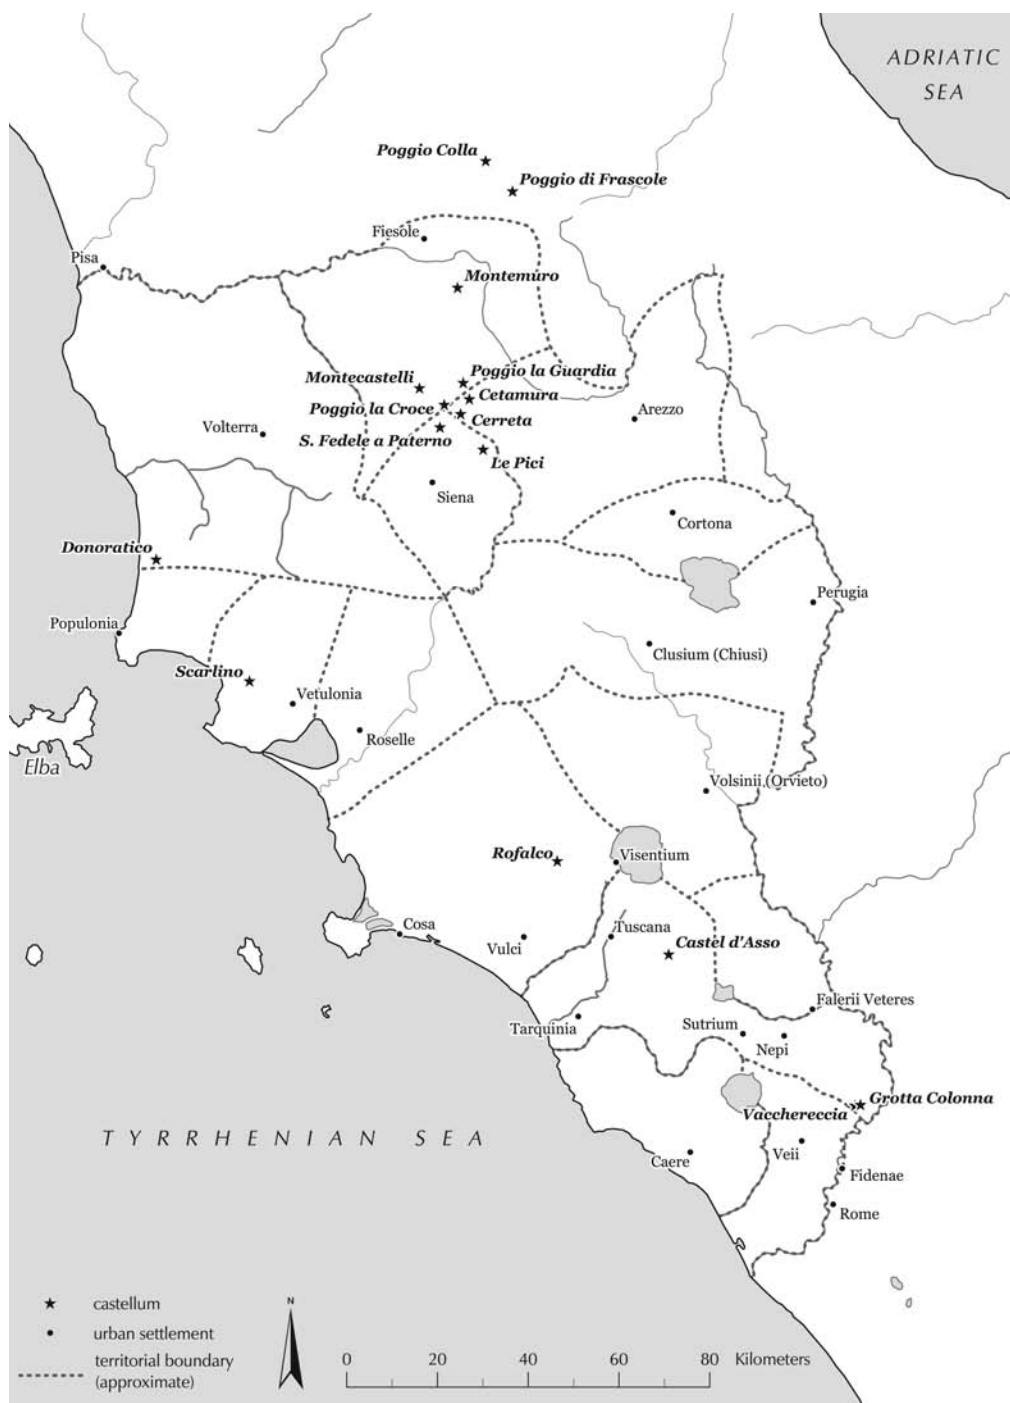 ADRIATIC
SEA
Poggio Colla
Poggio di Frascole
Fiesole
Pisa
Montemuro
Poggio la Guardia
Montecastelli
Cetamura
Poggio la Croce
Cerreta
Arezzo
Volterra
S. Fedele a Paterno
Le Pici
Siena
Cortona
Donoratico
Perugia
Populonia
Clusium (Chiusi)
Scarlino
Vetulonia
Roselle
Elba
Volsinii (Orvieto)
Rofalco
Visentium
Cosa
Tuscana
Vulci
Castel d'Asso
Falerii Veteres
Tarquinia
Sutrium
Nepi
Grotta Colonna
Vacchereccia
TYRRHENIAN SEA
Veii
Caere
Fidenae
Rome
castellum
N
urban settlement
territorial boundary
(approximate)
0 20 40 60 80 Kilometers